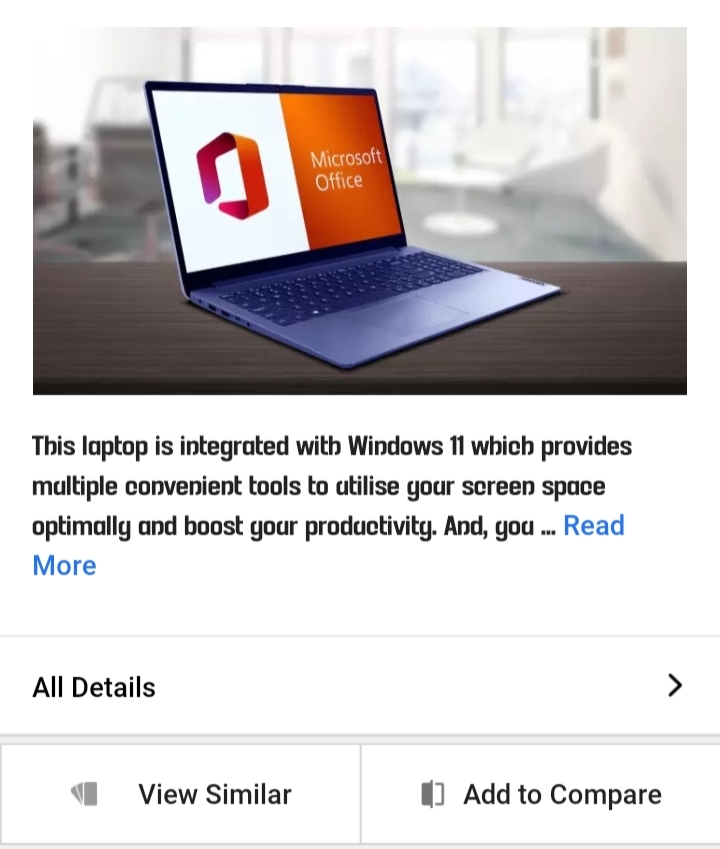 Microsoft
Office
This laptop is integrated with Windows 11 which provides
multiple convenient tools to utilise your screen space
optimally and boost your productivity. And, you ... Read
More
All Details
View Similar
Add to Compare